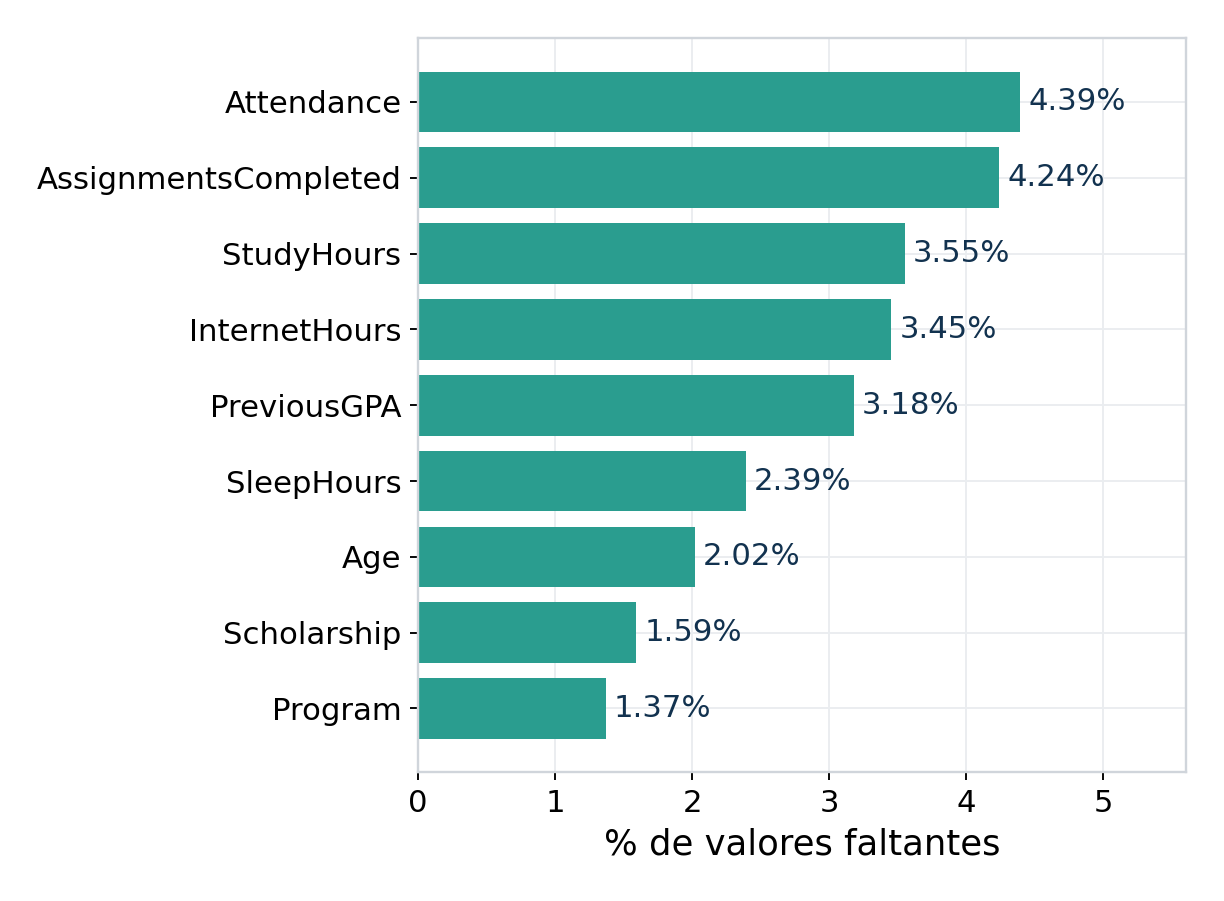 Attendance 4.39%
AssignmentsCompleted 4.24%
StudyHours 3.55%
InternetHours 3.45%
PreviousGPA 3.18%
SleepHours 2.39%
Age 2.02%
Scholarship 1.59%
Program 1.37%
0 1 2 3 4 5
% de valores faltantes